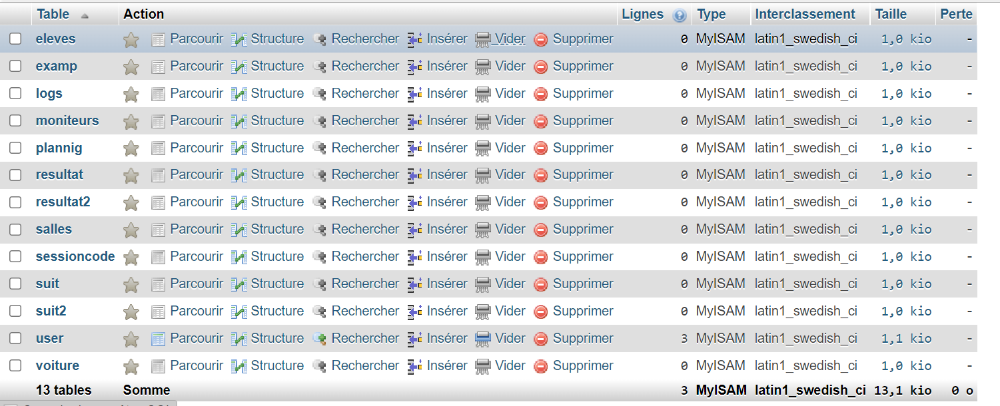 Table Action Lignes Type Interclassement Taille Perte
eleves Parcourir Structure Rechercher Insérer Vider Supprimer 0 MyISAM latin1_swedish_ci 1,0 kio -
examp Parcourir Structure Rechercher Insérer Vider Supprimer 0 MyISAM latin1_swedish_ci 1,0 kio -
logs Parcourir Structure Rechercher Insérer Vider Supprimer 0 MyISAM latin1_swedish_ci 1,0 kio -
moniteurs Parcourir Structure Rechercher Insérer Vider Supprimer 0 MyISAM latin1_swedish_ci 1,0 kio -
plannig Parcourir Structure Rechercher Insérer Vider Supprimer 0 MyISAM latin1_swedish_ci 1,0 kio -
resultat Parcourir Structure Rechercher Insérer Vider Supprimer 0 MyISAM latin1_swedish_ci 1,0 kio -
resultat2 Parcourir Structure Rechercher Insérer Vider Supprimer 0 MyISAM latin1_swedish_ci 1,0 kio -
salles Parcourir Structure Rechercher Insérer Vider Supprimer 0 MyISAM latin1_swedish_ci 1,0 kio -
sessioncode Parcourir Structure Rechercher Insérer Vider Supprimer 0 MyISAM latin1_swedish_ci 1,0 kio -
suit Parcourir Structure Rechercher Insérer Vider Supprimer 0 MyISAM latin1_swedish_ci 1,0 kio -
suit2 Parcourir Structure Rechercher Insérer Vider Supprimer 0 MyISAM latin1_swedish_ci 1,0 kio -
user Parcourir Structure Rechercher Insérer Vider Supprimer 3 MyISAM latin1_swedish_ci 1,1 kio -
voiture Parcourir Structure Rechercher Insérer Vider Supprimer 0 MyISAM latin1_swedish_ci 1,0 kio -
13 tables Somme 3 MyISAM latin1_swedish_ci 13,1 kio 0 o